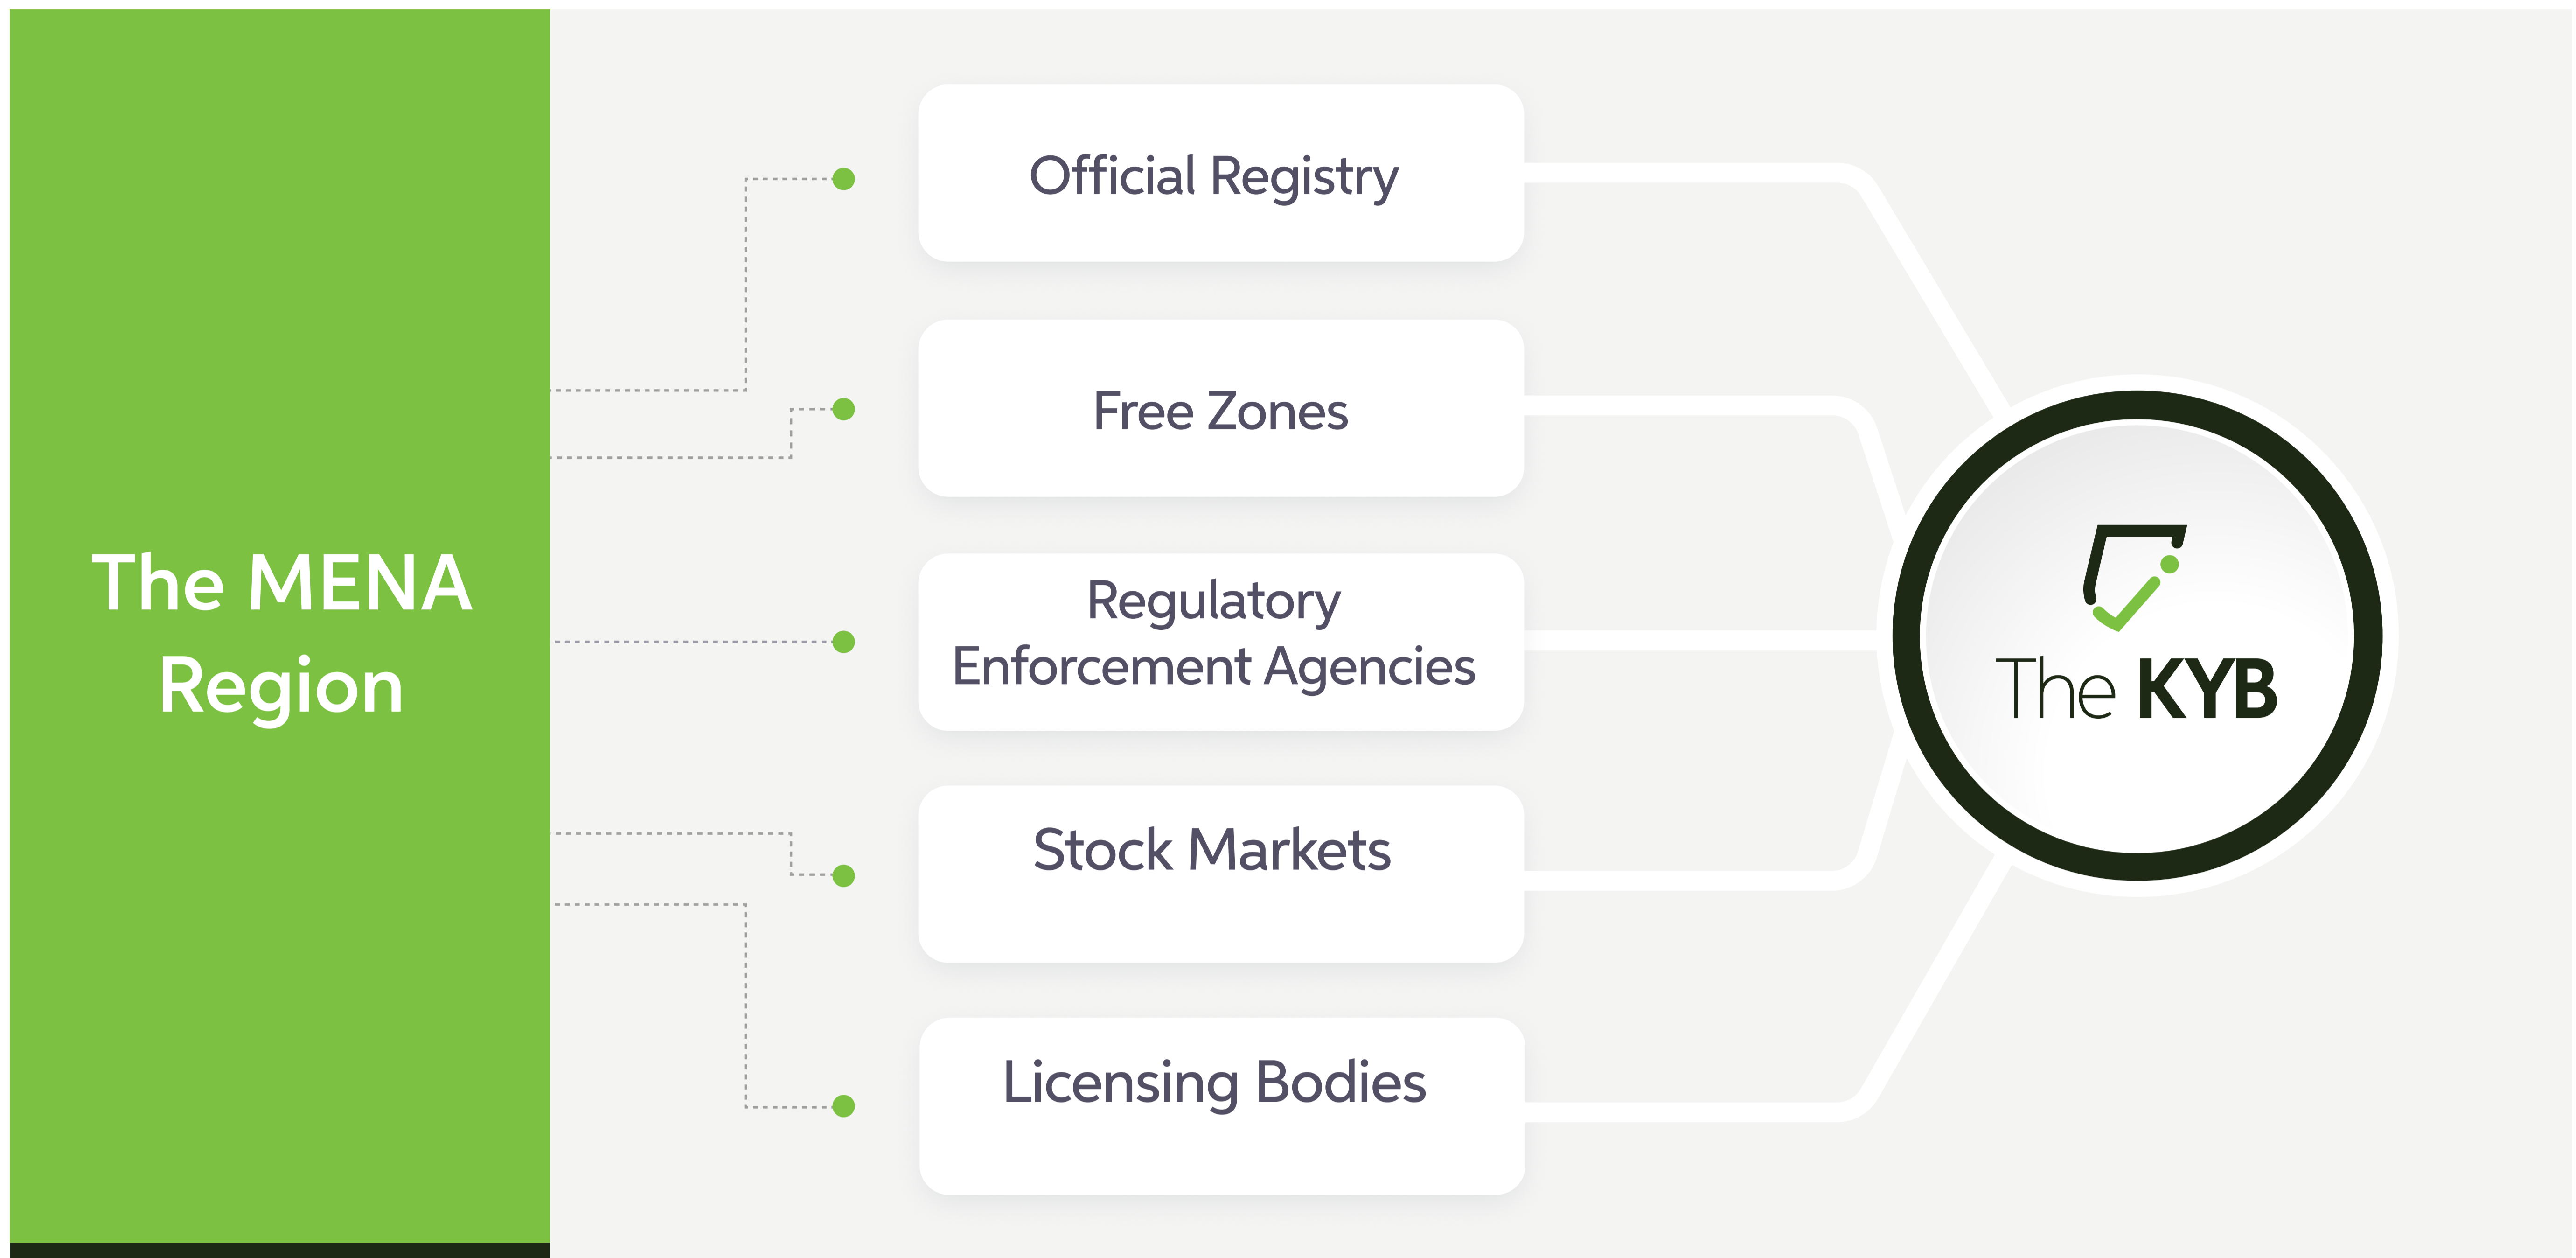 The MENA
Region
Official Registry
Free Zones
Regulatory
Enforcement Agencies
Stock Markets
Licensing Bodies
The KYB